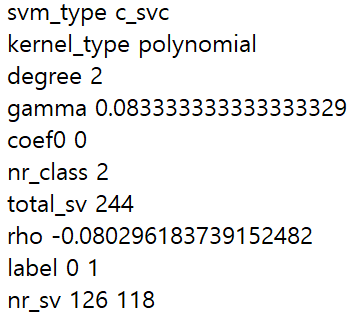 svm_type c_svc
kernel_type polynomial
degree 2
gamma 0.083333333333333329
coef0 0
nr_class 2
total_sv 244
rho -0.080296183739152482
label 0 1
nr_sv 126 118